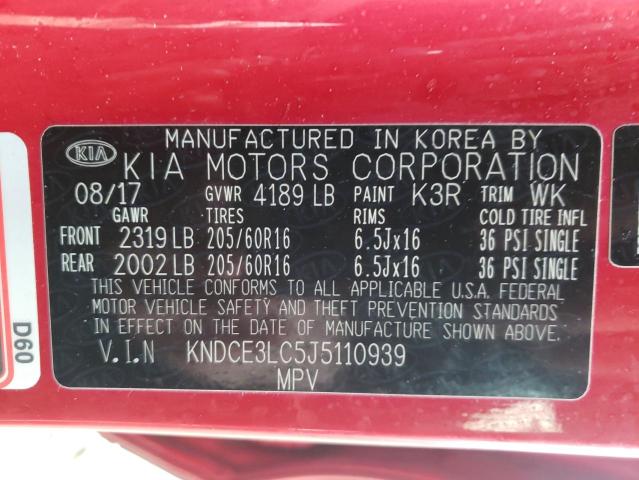 MANUFACTURED IN KOREA BY
KIA KIA MOTORS CORPORATION
08/17 GVWR 4189 LB PAINT K3R TRIM WK
GAWR TIRES RIMS COLD TIRE INFL
FRONT 2319 LB 205/60R16 6.5Jx16 36 PSI SINGLE
REAR 2002 LB 205/60R16 6.5Jx16 36 PSI SINGLE
THIS VEHICLE CONFORMS TO ALL APPLICABLE U.S.A. FEDERAL
MOTOR VEHICLE SAFETY AND THEFT PREVENTION STANDARDS
IN EFFECT ON THE DATE OF MANUFACTURE SHOWN ABOVE.
V.I.N KNDCE3LC5J5110939
MPV
D60